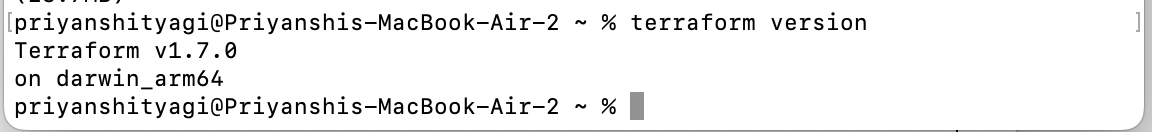 [priyanshityagi@Priyanshis-MacBook-Air-2 ~ % terraform version ]
Terraform v1.7.0
on darwin_arm64
priyanshityagi@Priyanshis-MacBook-Air-2 ~ %